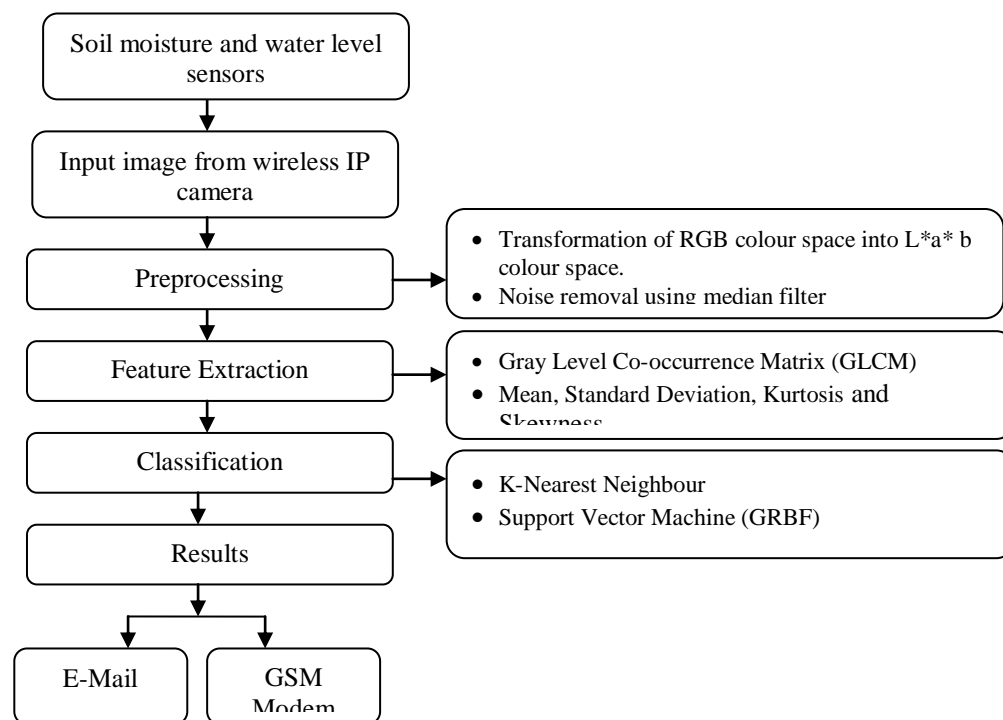 Soil moisture and water level
sensors
Input image from wireless IP
camera
Preprocessing
• Transformation of RGB colour space into L*a* b
colour space.
• Noise removal using median filter
Feature Extraction
• Gray Level Co-occurrence Matrix (GLCM)
• Mean, Standard Deviation, Kurtosis and
Skewness
Classification
• K-Nearest Neighbour
• Support Vector Machine (GRBF)
Results
E-Mail
GSM
Modem